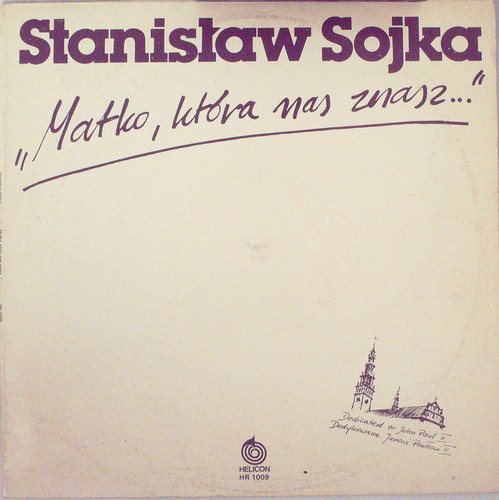 Stanisław Sojka
„Matko, która nas znasz..."
Dedicated to John Paul II
Dedykowane Janowi Pawłowi II
HELICON
HR 1009